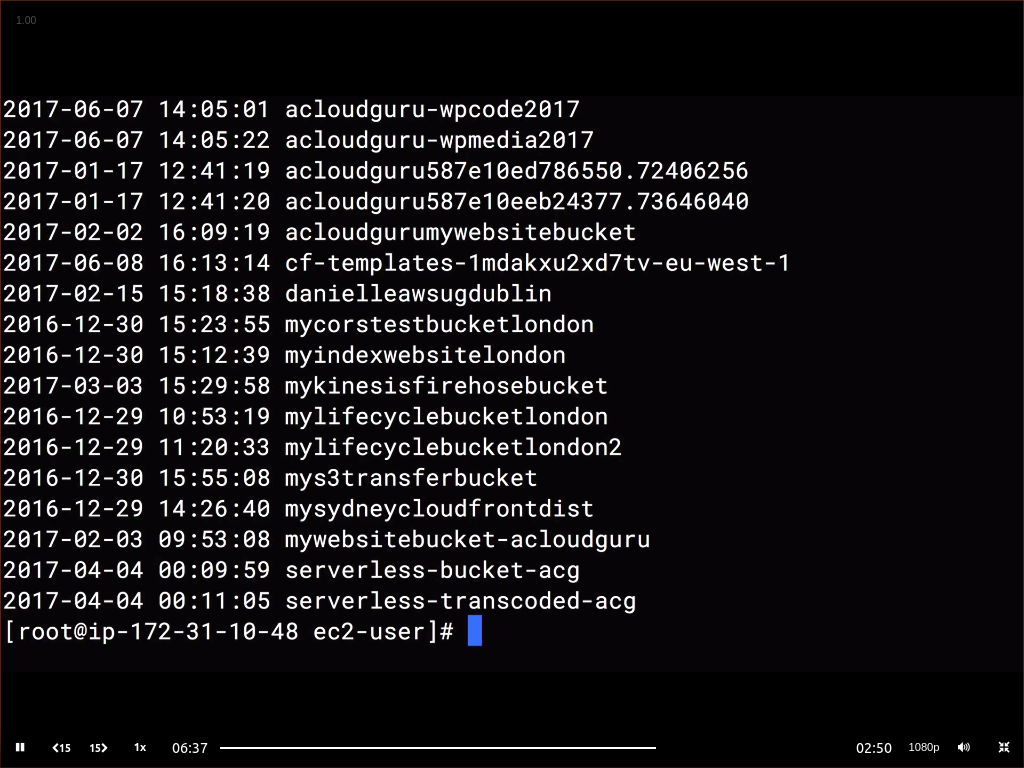 1.00
2017-06-07 14:05:01 acloudguru-wpcode2017
2017-06-07 14:05:22 acloudguru-wpmedia2017
2017-01-17 12:41:19 acloudguru587e10ed786550.72406256
2017-01-17 12:41:20 acloudguru587e10eeb24377.73646040
2017-02-02 16:09:19 acloudgurumywebsitebucket
2017-06-08 16:13:14 cf-templates-1mdakxu2xd7tv-eu-west-1
2017-02-15 15:18:38 danielleawsugdublin
2016-12-30 15:23:55 mycorstestbucketlondon
2016-12-30 15:12:39 myindexwebsitelondon
2017-03-03 15:29:58 mykinesisfirehosebucket
2016-12-29 10:53:19 mylifecyclebucketlondon
2016-12-29 11:20:33 mylifecyclebucketlondon2
2016-12-30 15:55:08 mys3transferbucket
2016-12-29 14:26:40 mysydneycloudfrontdist
2017-02-03 09:53:08 mywebsitebucket-acloudguru
2017-04-04 00:09:59 serverless-bucket-acg
2017-04-04 00:11:05 serverless-transcoded-acg
[root@ip-172-31-10-48 ec2-user]#
15 15 1x 06:37 02:50 1080p